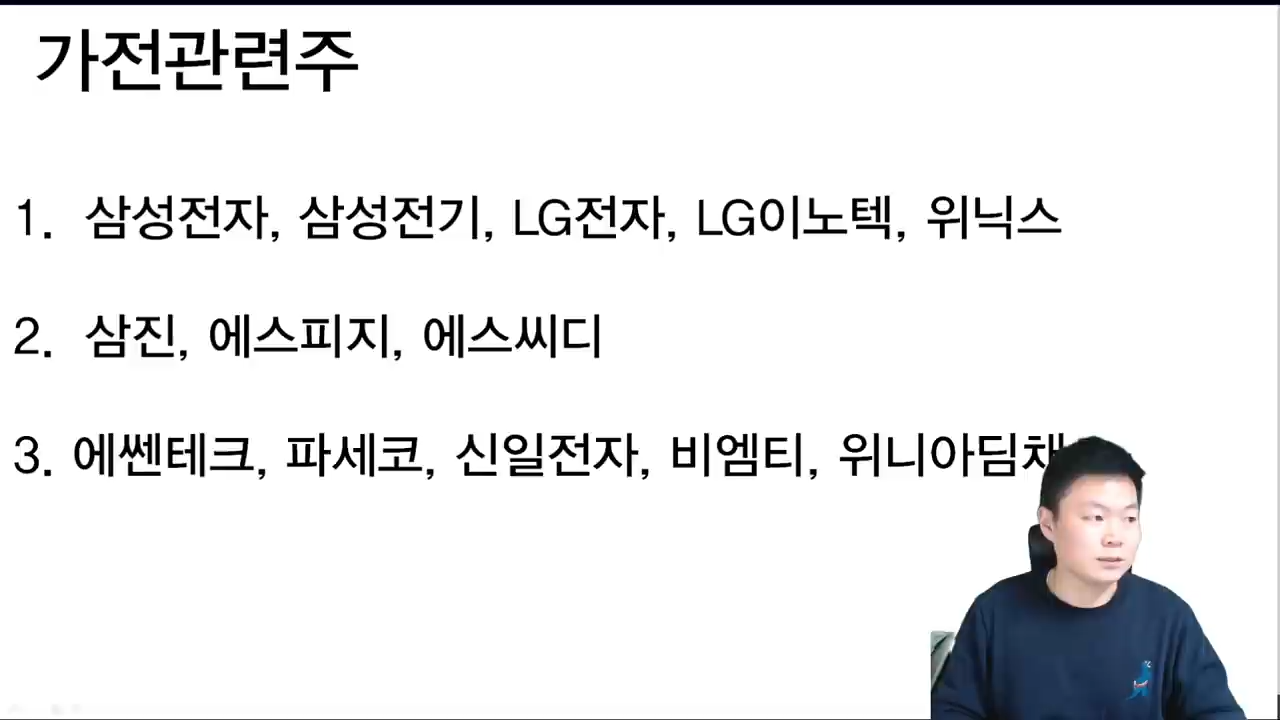 가전관련주
1. 삼성전자, 삼성전기, LG전자, LG이노텍, 위닉스
2. 삼진, 에스피지, 에스씨디
3. 에쎈테크, 파세코, 신일전자, 비엠티, 위니아딤채